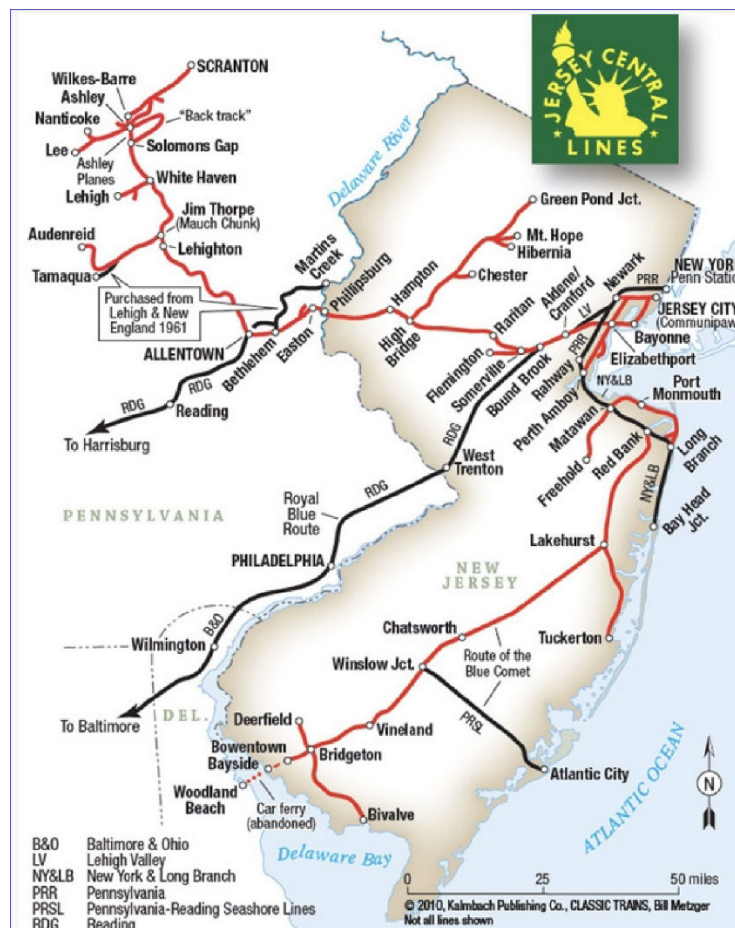 JERSEY CENTRAL
LINES
SCRANTON
Wilkes-Barre
Ashley
Nanticoke
"Back track"
Lee
Ashley
Planes
Solomons Gap
White Haven
Lehigh
Jim Thorpe
(Mauch Chunk)
Audenreid
Lehighton
Tamaqua
Purchased from
Lehigh & New
England 1961
Martins
Creek
Delaware River
Phillipsburg
ALLENTOWN
Bethlehem
Easton
Hampton
High
Bridge
Green Pond Jct.
Mt. Hope
Hibernia
Chester
Raritan
Aldene/
Cranford
LV
Newark
PRR
NEW YORK
Penn Station
JERSEY CITY
(Communipaw)
Bayonne
Elizabethport
Flemington
Somerville
Bound Brook
Rahway
PRR
Perth Amboy
NY&LB
Port
Monmouth
Matawan
Freehold
Red Bank
Long
Branch
NY&LB
Bay Head
Jct.
RDG
RDG
Reading
To Harrisburg
RDG
West
Trenton
RDG
Royal
Blue
Route
PENNSYLVANIA
PHILADELPHIA
NEW
JERSEY
Lakehurst
Tuckerton
Chatsworth
Route of the
Blue Comet
Winslow Jct.
PRSL
Atlantic City
Wilmington
B&O
To Baltimore
DEL.
Deerfield
Vineland
Bowentown
Bayside
Bridgeton
Woodland
Beach
Car ferry
(abandoned)
Bivalve
Delaware Bay
ATLANTIC OCEAN
N
B&O Baltimore & Ohio
LV Lehigh Valley
NY&LB New York & Long Branch
PRR Pennsylvania
PRSL Pennsylvania-Reading Seashore Lines
RDG Reading
0 25 50 miles
© 2010, Kalmbach Publishing Co., CLASSIC TRAINS, Bill Metzger
Not all lines shown